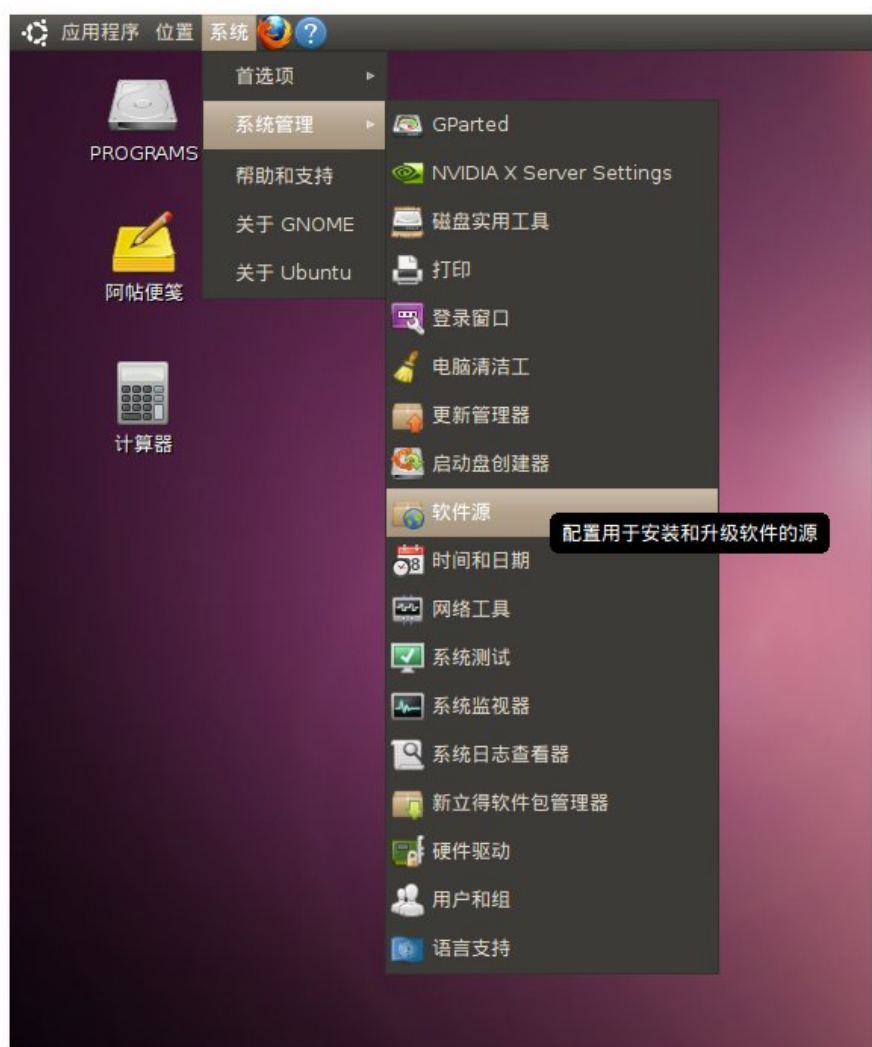 应用程序 位置 系统
首选项
系统管理
帮助和支持
关于 GNOME
关于 Ubuntu
PROGRAMS
阿帖便笺
计算器
GParted
NVIDIA X Server Settings
磁盘实用工具
打印
登录窗口
电脑清洁工
更新管理器
启动盘创建器
软件源
配置用于安装和升级软件的源
时间和日期
网络工具
系统测试
系统监视器
系统日志查看器
新立得软件包管理器
硬件驱动
用户和组
语言支持